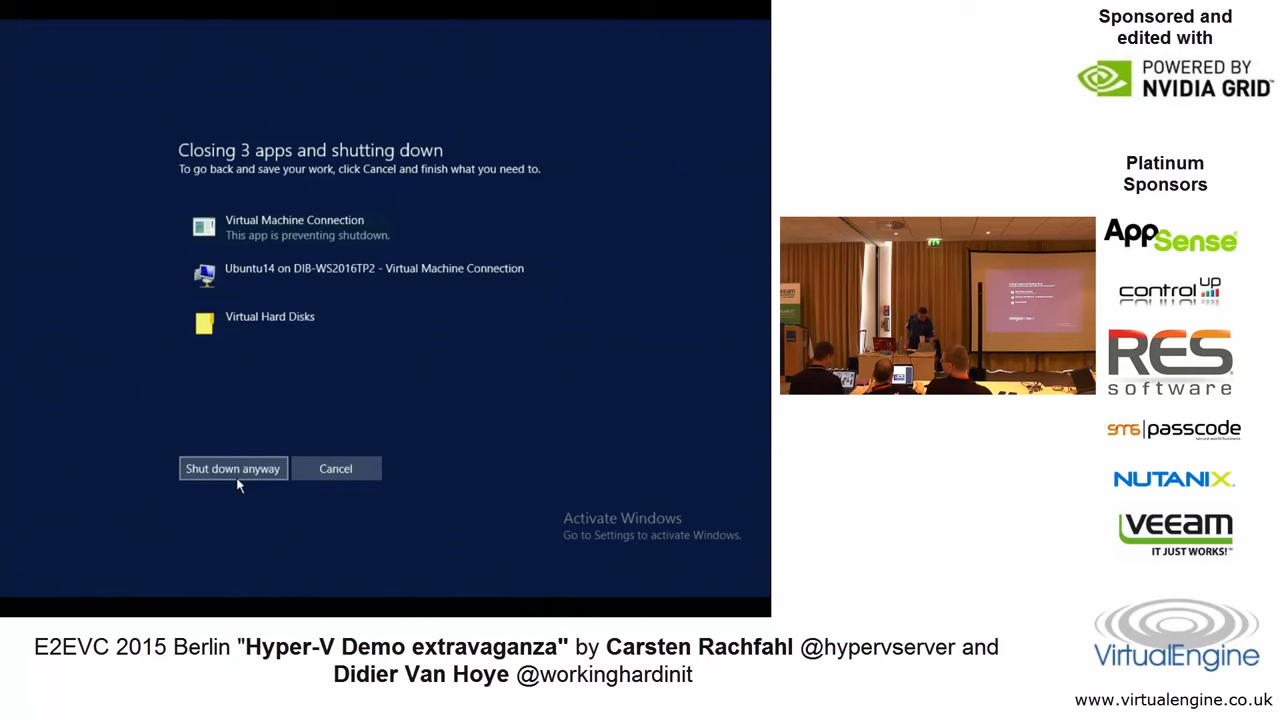 Closing 3 apps and shutting down
To go back and save your work, click Cancel and finish what you need to.
Virtual Machine Connection
This app is preventing shutdown.
Ubuntu14 on DIB-WS2016TP2 - Virtual Machine Connection
Virtual Hard Disks
Shut down anyway
Cancel
Activate Windows
Go to Settings to activate Windows.
Sponsored and
edited with
POWERED BY
NVIDIA GRID™
Platinum
Sponsors
AppSense
control UP
RES
software
sms|passcode
NUTANIX
veeam
IT JUST WORKS!™
VirtualEngine
www.virtualengine.co.uk
E2EVC 2015 Berlin "Hyper-V Demo extravaganza" by Carsten Rachfahl @hypervserver and
Didier Van Hoye @workinghardinit